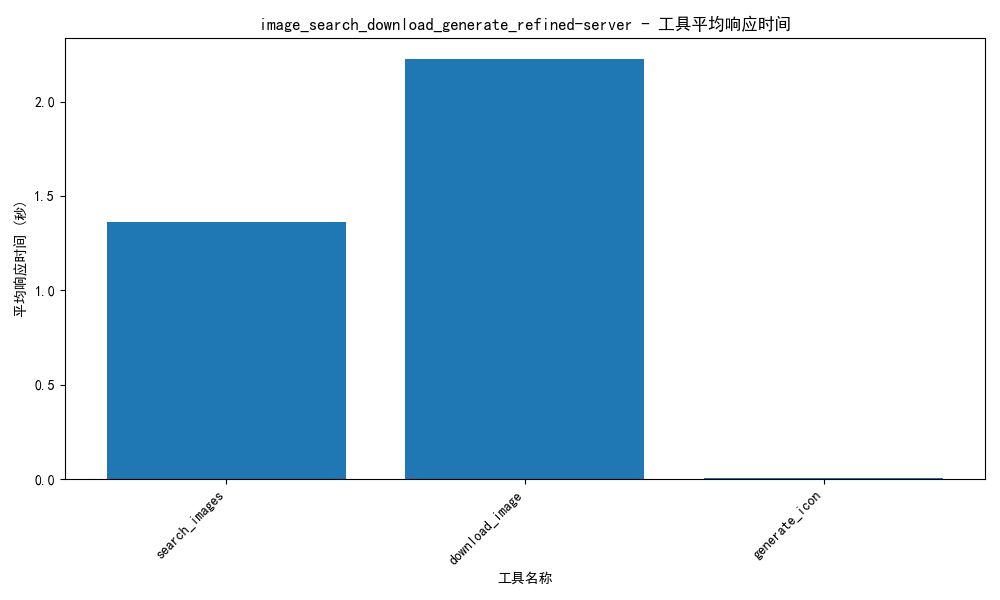 image_search_download_generate_refined-server - 工具平均响应时间
平均响应时间 (秒)
2.0
1.5
1.0
0.5
0.0
search_images
download_image
generate_icon
工具名称